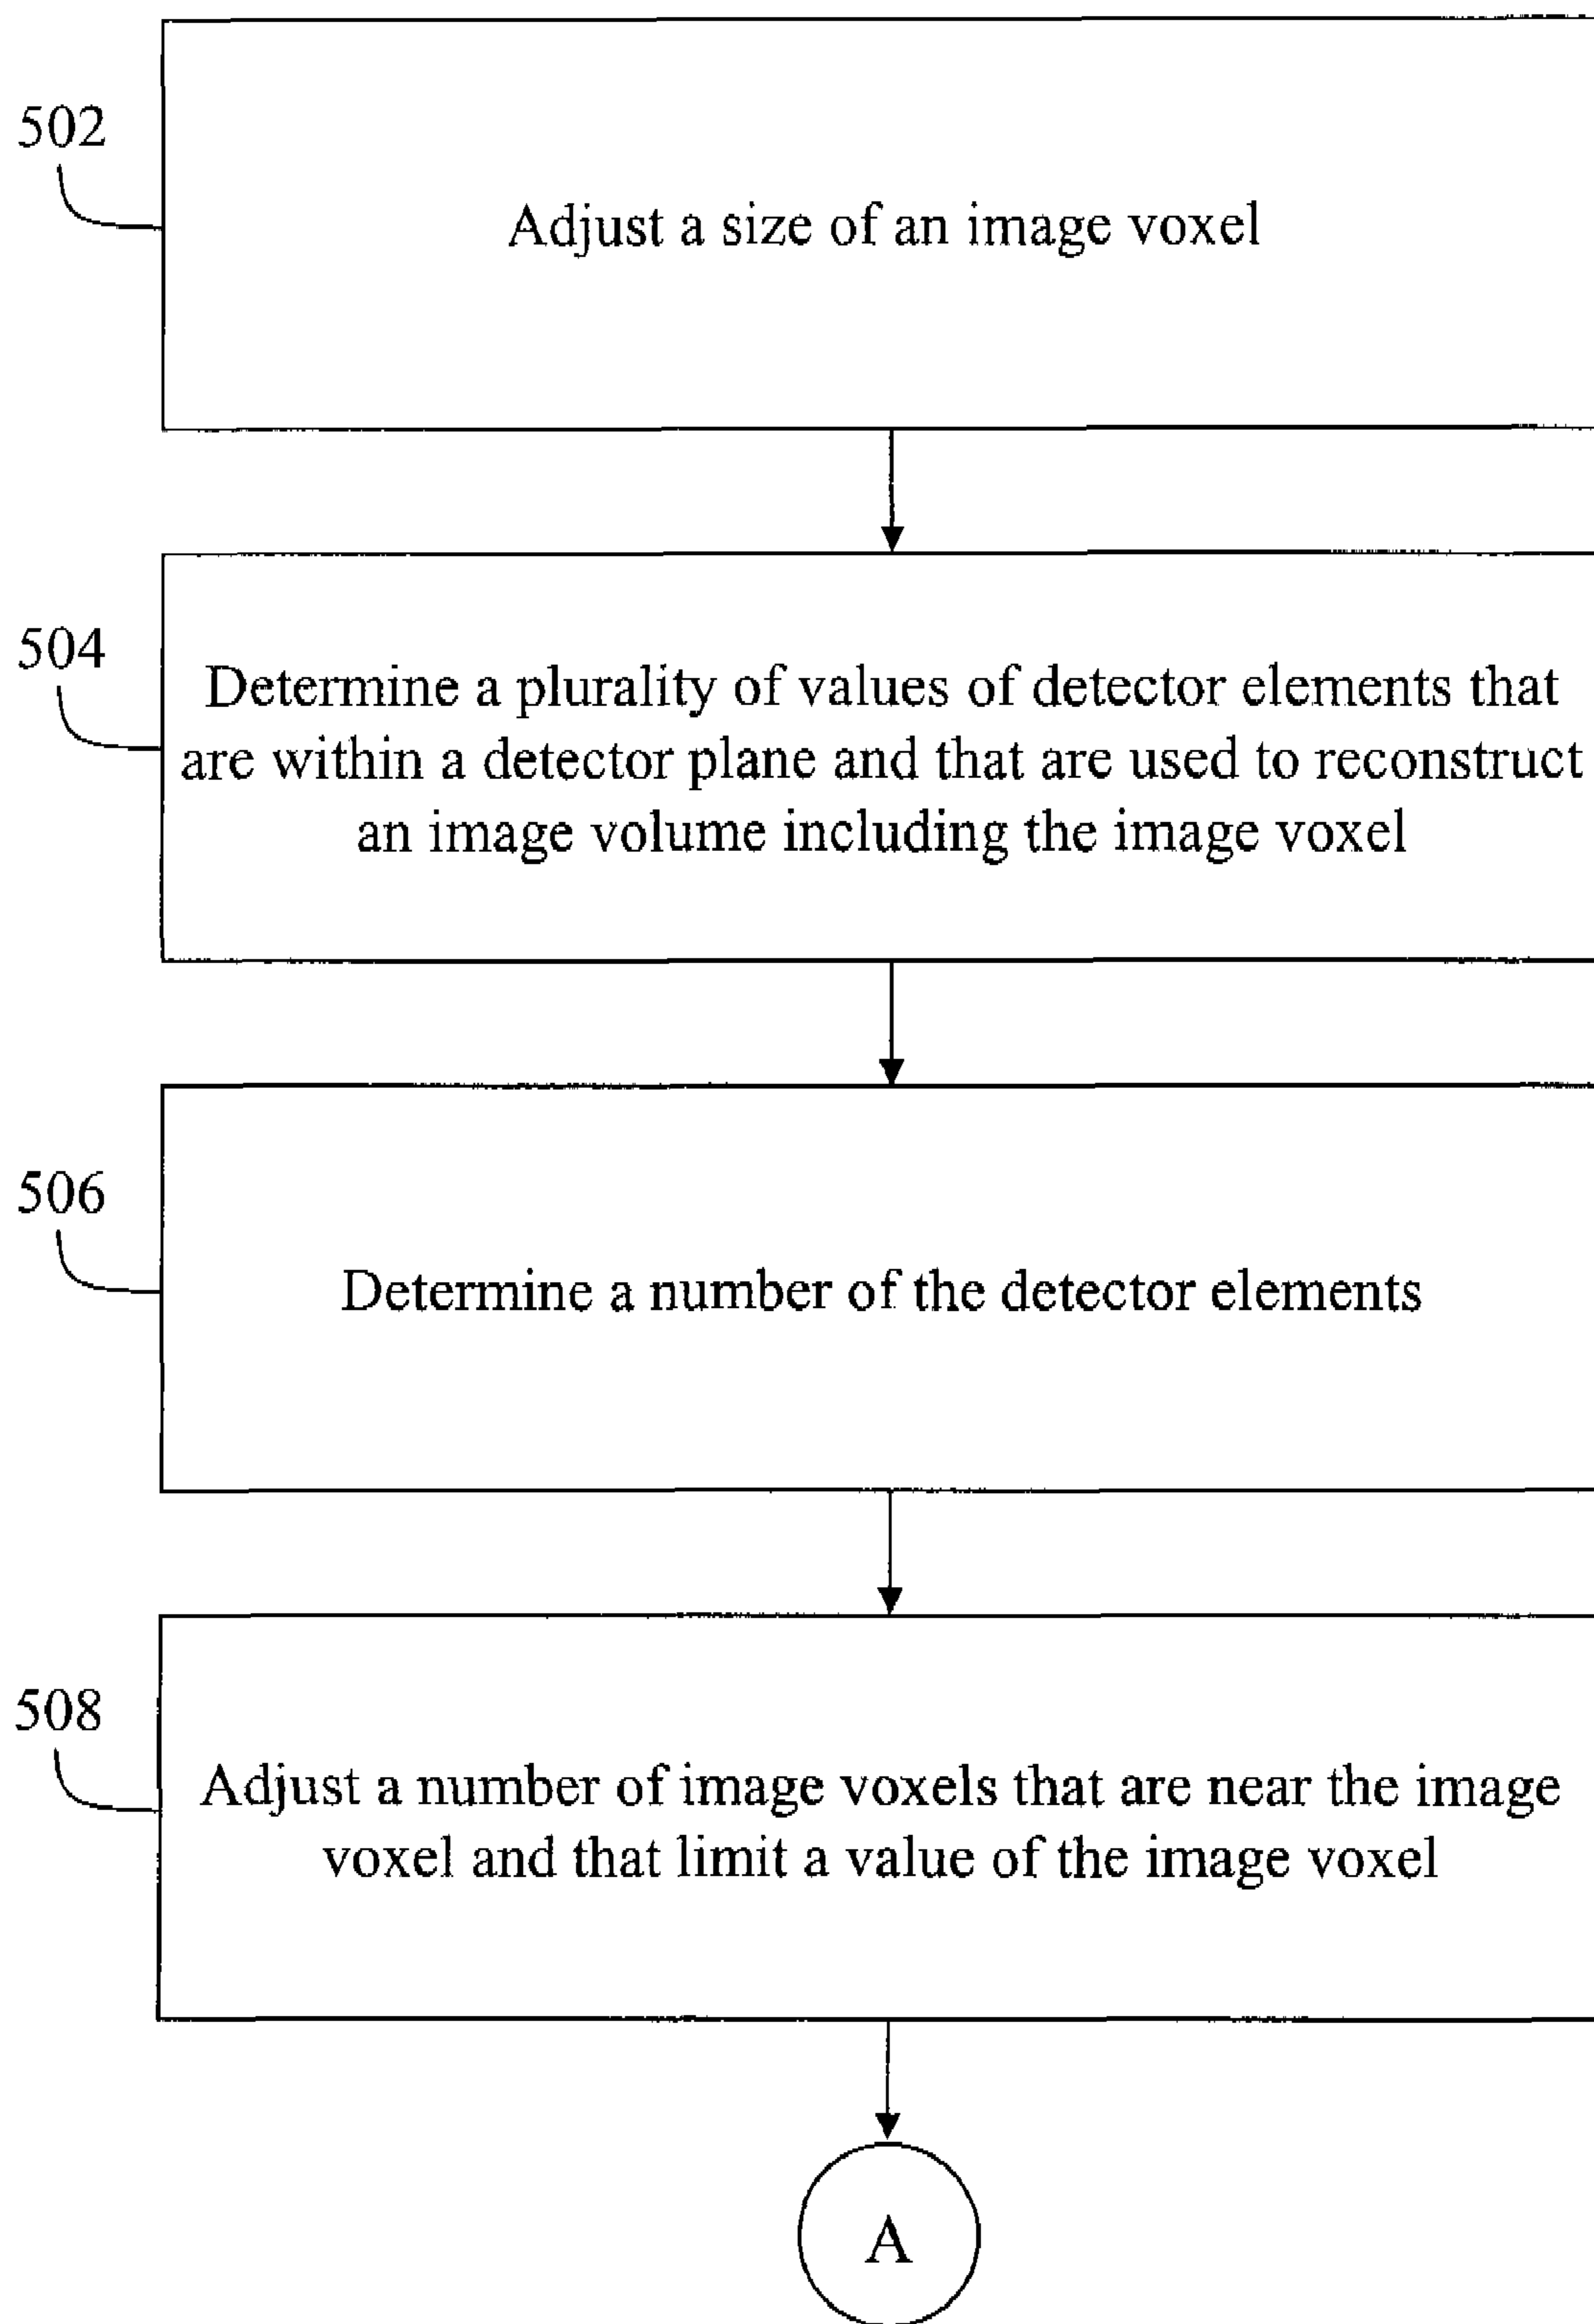 502
Adjust a size of an image voxel
504
Determine a plurality of values of detector elements that
are within a detector plane and that are used to reconstruct
an image volume including the image voxel
506
Determine a number of the detector elements
508
Adjust a number of image voxels that are near the image
voxel and that limit a value of the image voxel
A